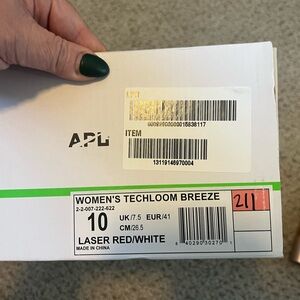 APL
ITEM
13119146970004
WOMEN'S TECHLOOM BREEZE
2-2-007-222-622
10
UK/7.5 EUR/41
CM/26.5
LASER RED/WHITE
MADE IN CHINA
211